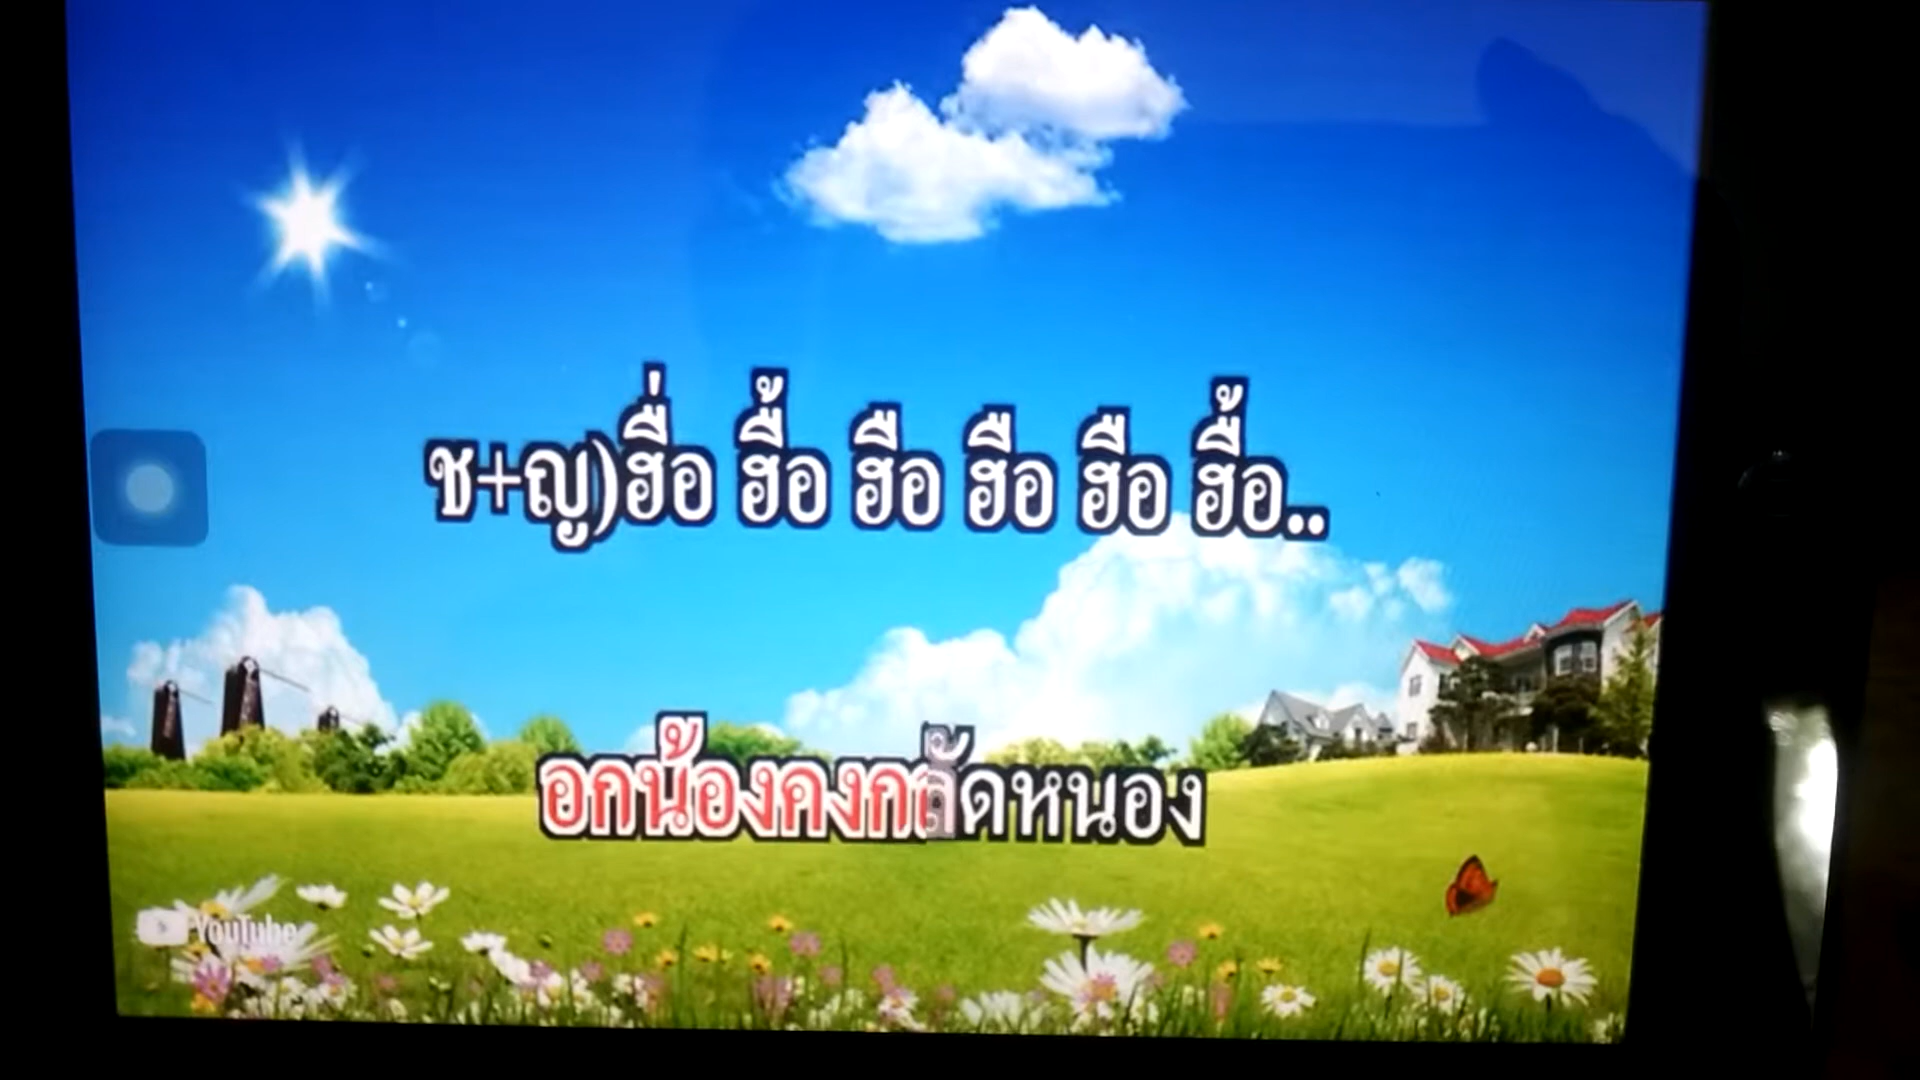 ช+ญ)ฮื่อ ฮื้อ ฮือ ฮือ ฮือ ฮื้อ..
อกน้องคงกลัดหนอง
YouTube